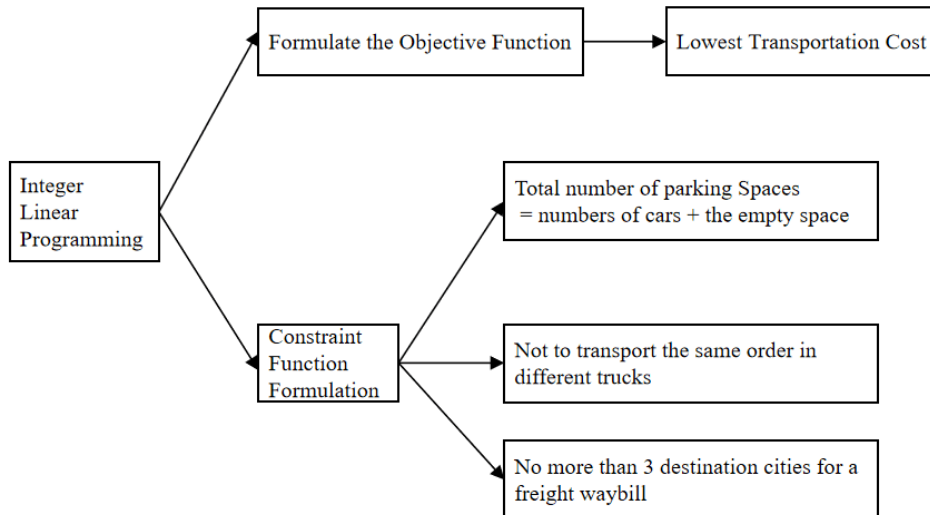 Formulate the Objective Function
Lowest Transportation Cost
Integer
Linear
Programming
Total number of parking Spaces
= numbers of cars + the empty space
Constraint
Function
Formulation
Not to transport the same order in
different trucks
No more than 3 destination cities for a
freight waybill